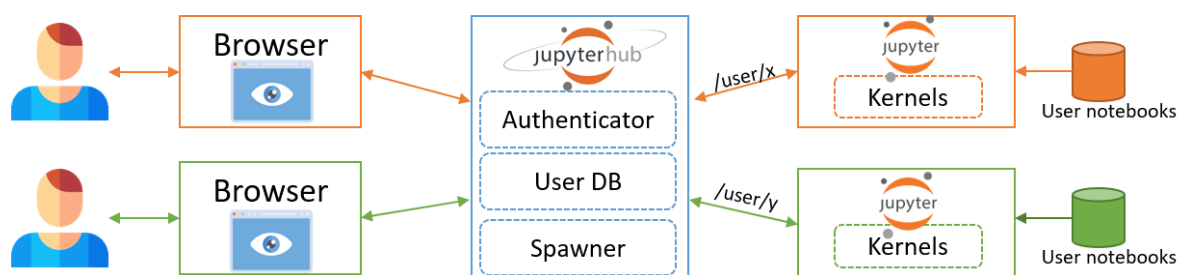 Browser
jupyterhub
Authenticator
User DB
Spawner
/user/x
jupyter
Kernels
User notebooks
Browser
/user/y
jupyter
Kernels
User notebooks